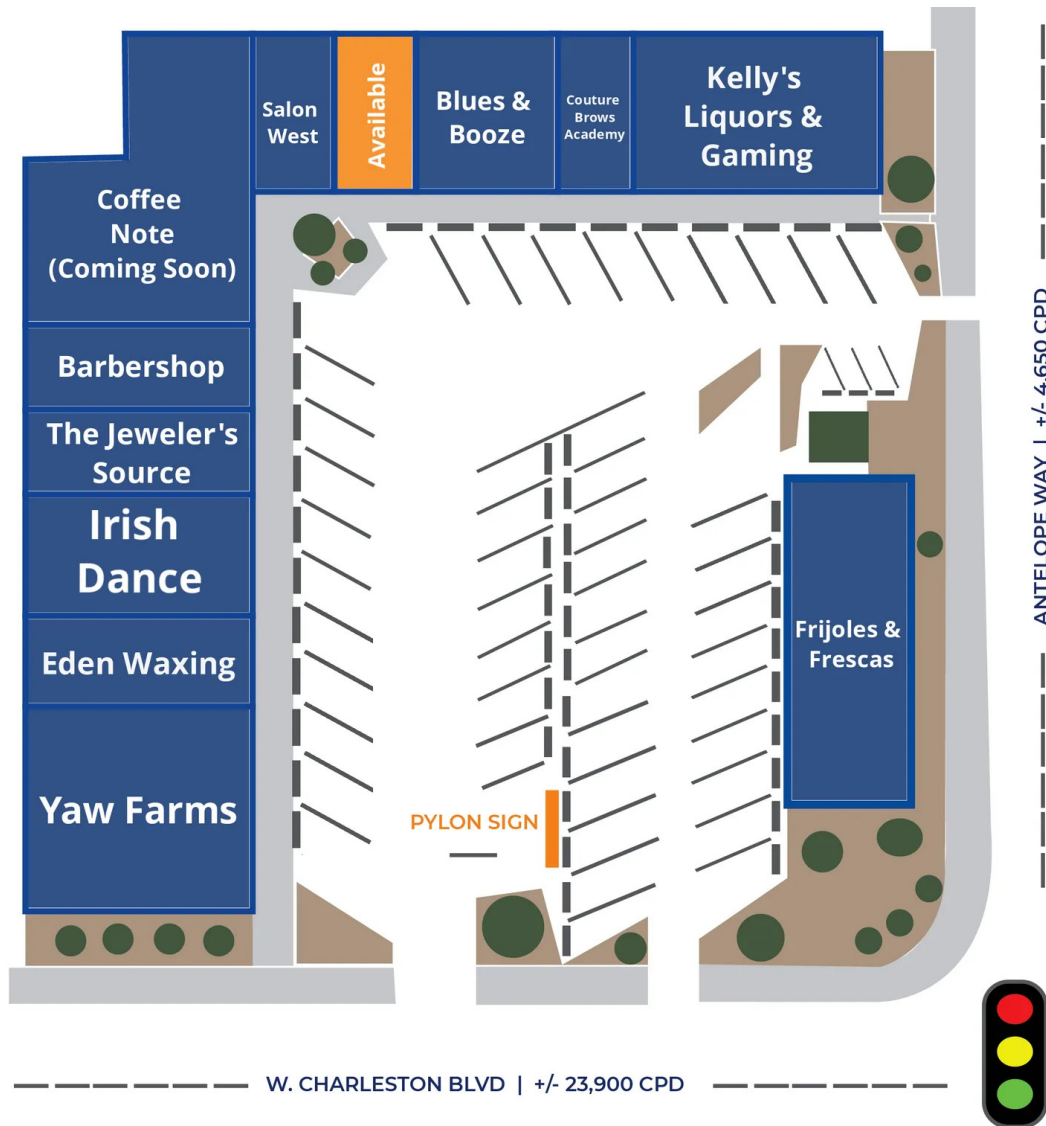 Salon
West
Available
Blues &
Booze
Couture
Brows
Academy
Kelly's
Liquors &
Gaming
Coffee
Note
(Coming Soon)
Barbershop
The Jeweler's
Source
Irish
Dance
Eden Waxing
Yaw Farms
Frijoles &
Frescas
PYLON SIGN
ANTELOPE WAY | +/- 4,650 CPD
W. CHARLESTON BLVD | +/- 23,900 CPD